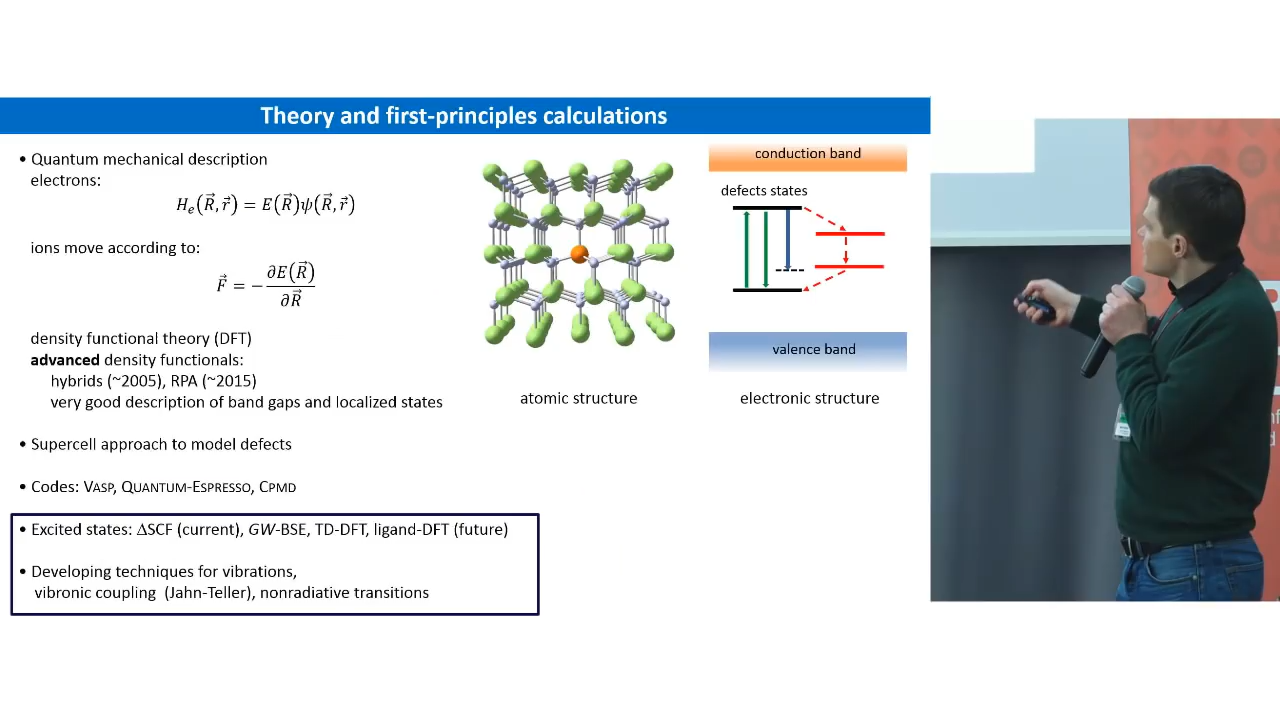 Theory and first-principles calculations
• Quantum mechanical description
electrons:
H_e(R⃗, r⃗) = E(R⃗)ψ(R⃗, r⃗)
ions move according to:
F⃗ = − ∂E(R⃗) / ∂R⃗
density functional theory (DFT)
advanced density functionals:
hybrids (~2005), RPA (~2015)
very good description of band gaps and localized states
• Supercell approach to model defects
• Codes: VASP, QUANTUM-ESPRESSO, CPMD
• Excited states: ΔSCF (current), GW-BSE, TD-DFT, ligand-DFT (future)
• Developing techniques for vibrations,
vibronic coupling (Jahn-Teller), nonradiative transitions
atomic structure
conduction band
defects states
valence band
electronic structure